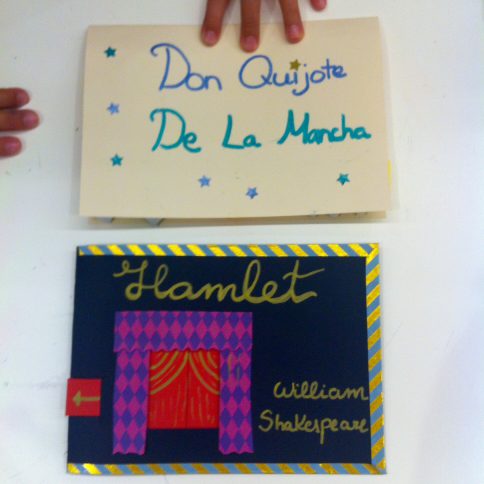 Don Quijote
De La Mancha
Hamlet
William
Shakespeare